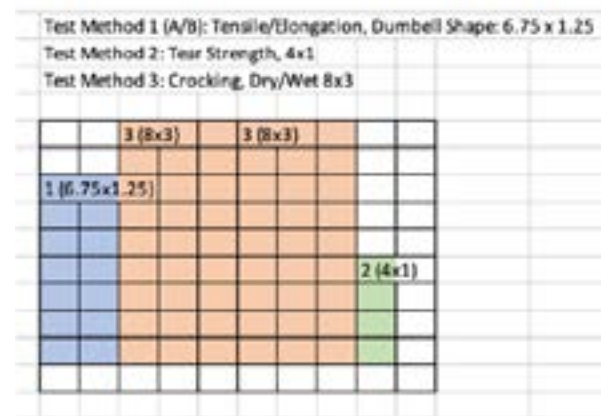 Test Method 1 (A/B): Tensile/Elongation, Dumbell Shape: 6.75 x 1.25
Test Method 2: Tear Strength, 4x1
Test Method 3: Crocking, Dry/Wet 8x3
3 (8x3) 3 (8x3)
1 (6.75x1.25)
2 (4x1)